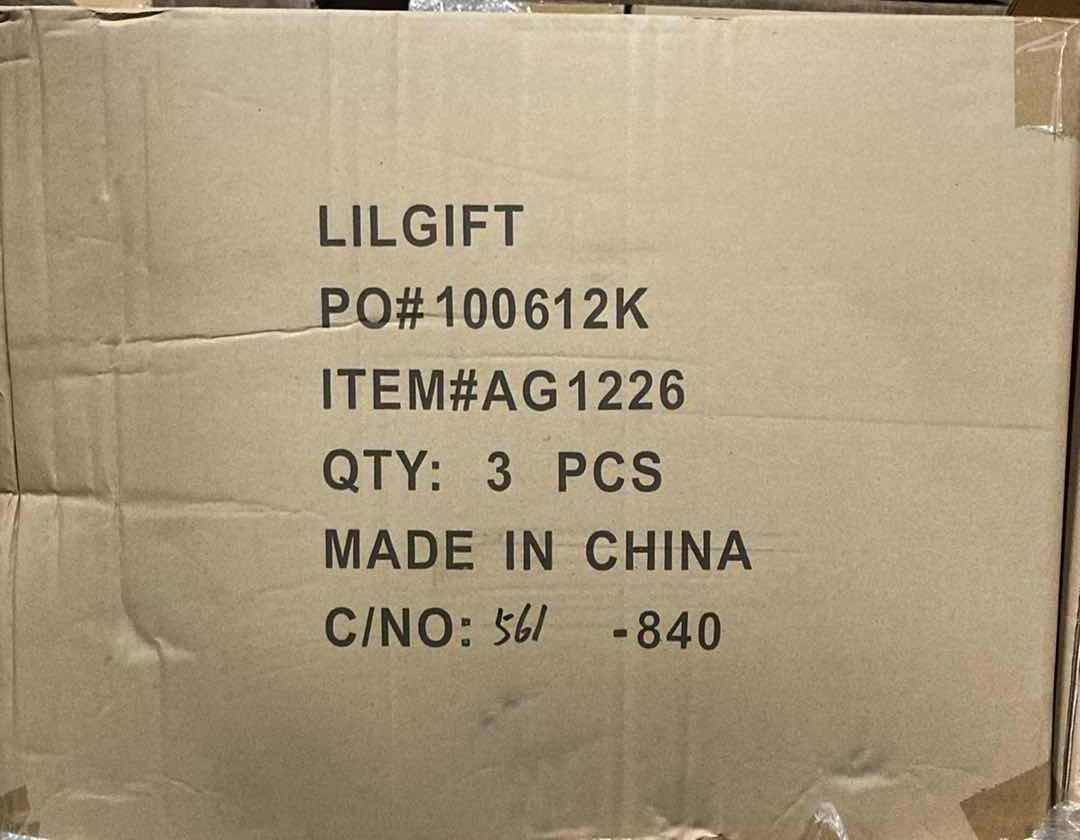 LILGIFT
PO#100612K
ITEM#AG1226
QTY: 3 PCS
MADE IN CHINA
C/NO: 561 -840